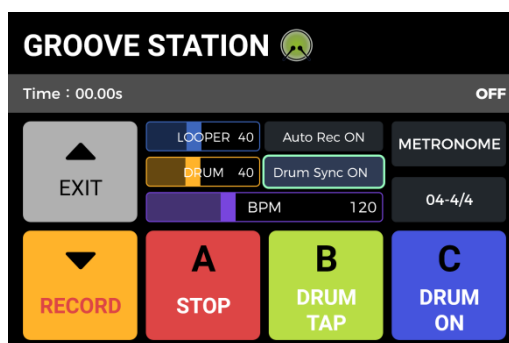 GROOVE STATION
Time : 00.00s
OFF
EXIT
LOOPER 40
Auto Rec ON
METRONOME
DRUM 40
Drum Sync ON
BPM 120
04-4/4
RECORD
A
STOP
B
DRUM
TAP
C
DRUM
ON